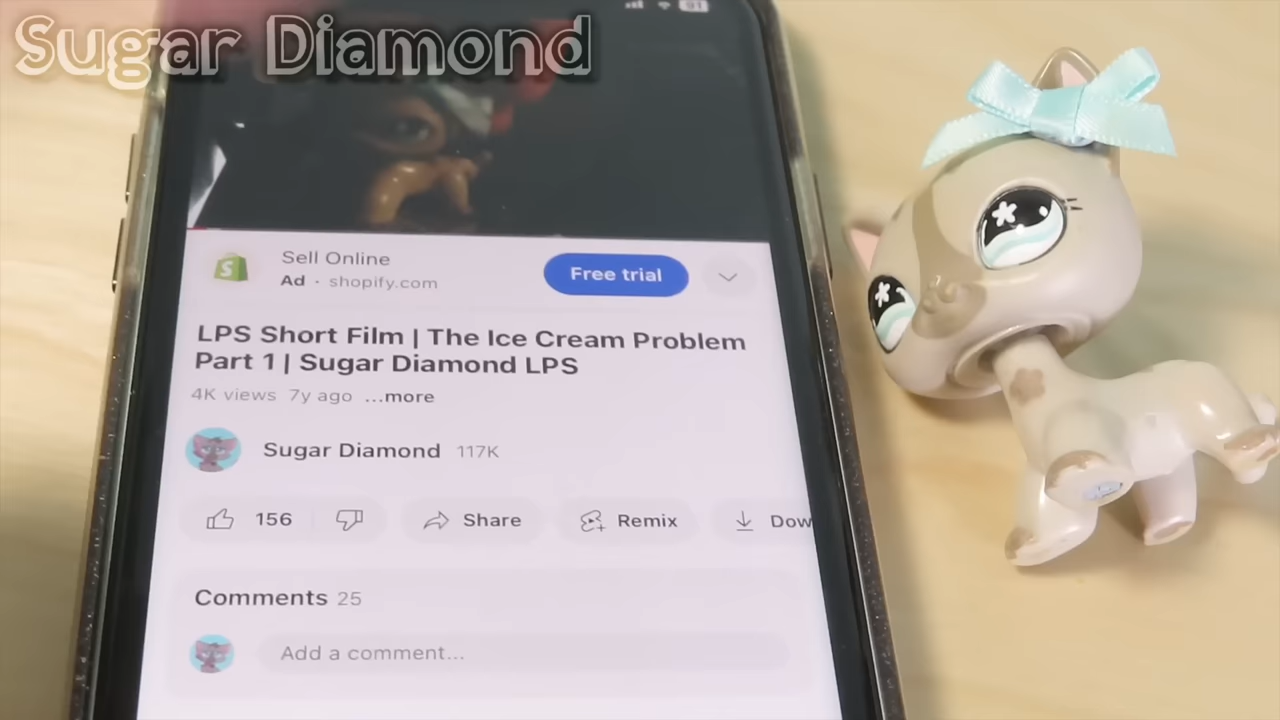 Sugar Diamond
91
Sell Online
Ad · shopify.com
Free trial
LPS Short Film | The Ice Cream Problem
Part 1 | Sugar Diamond LPS
4K views 7y ago ...more
Sugar Diamond 117K
156
Share
Remix
Dow
Comments 25
Add a comment...